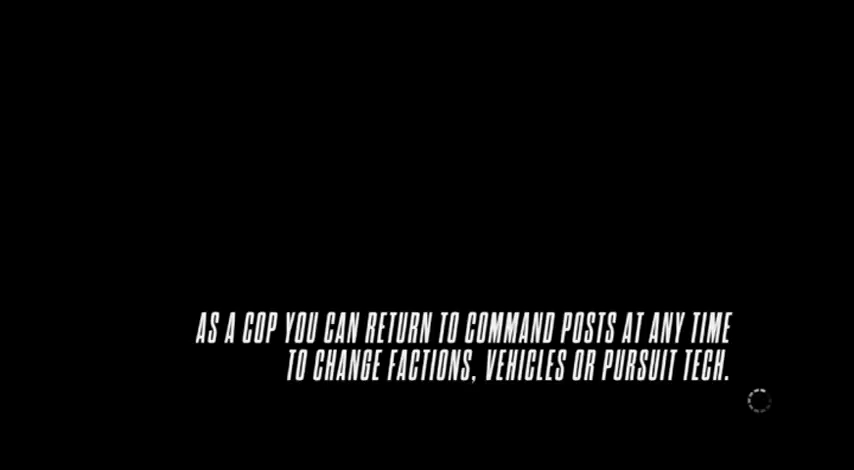 AS A COP YOU CAN RETURN TO COMMAND POSTS AT ANY TIME
TO CHANGE FACTIONS, VEHICLES OR PURSUIT TECH.